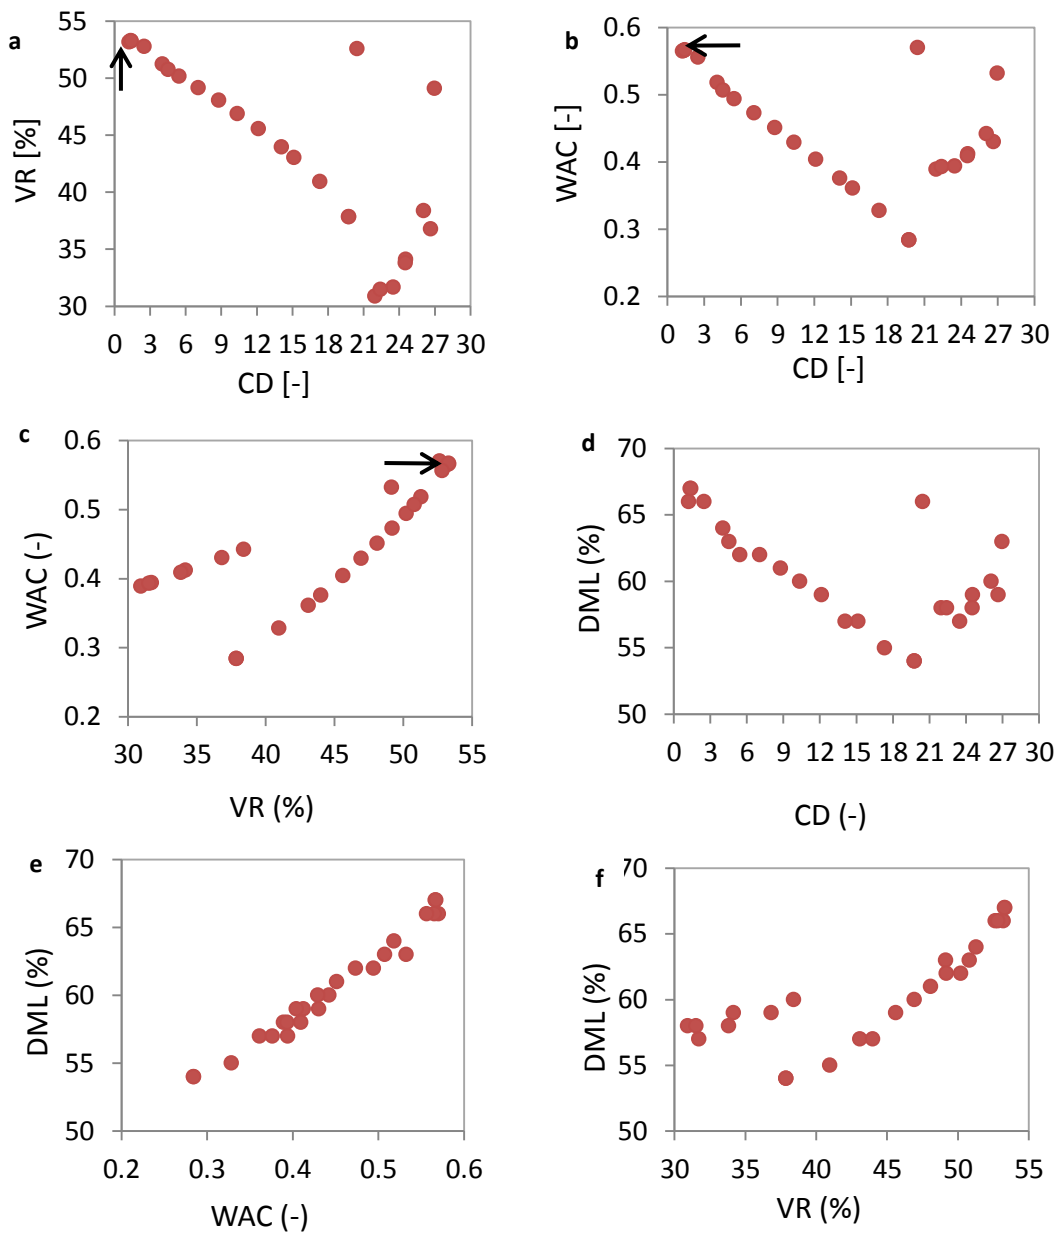 a
55
50
45
40
35
30
VR [%]
0 3 6 9 12 15 18 21 24 27 30
CD [-]
b
0.6
0.5
0.4
0.3
0.2
WAC [-]
0 3 6 9 12 15 18 21 24 27 30
CD [-]
c
0.6
0.5
0.4
0.3
0.2
WAC (-)
30 35 40 45 50 55
VR (%)
d
70
65
60
55
50
DML (%)
0 3 6 9 12 15 18 21 24 27 30
CD (-)
e
70
65
60
55
50
DML (%)
0.2 0.3 0.4 0.5 0.6
WAC (-)
f
70
65
60
55
50
DML (%)
30 35 40 45 50 55
VR (%)